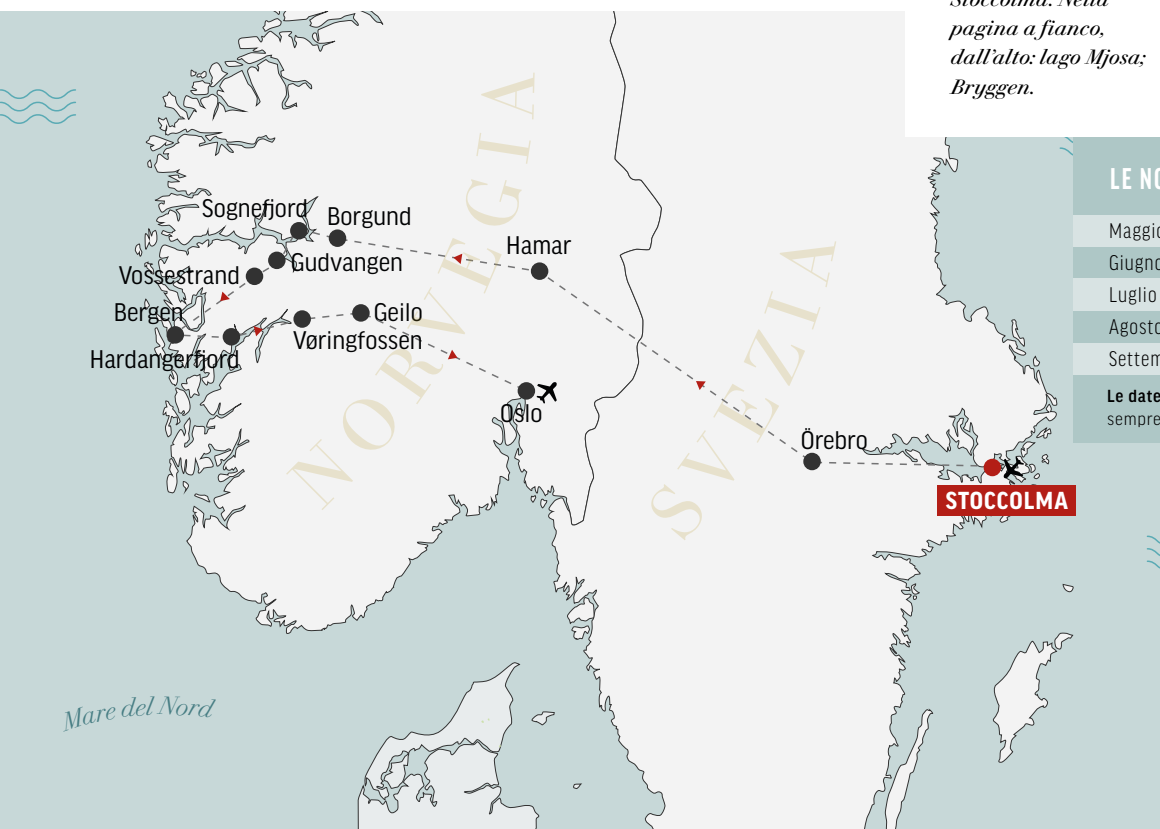 Stoccolma. Nella
pagina a fianco,
dall'alto: lago Mjosa;
Bryggen.
NORVEGIA
SVEZIA
Sognefjord
Borgund
Hamar
Gudvangen
Vossestrand
Bergen
Geilo
Vøringfossen
Hardangerfjord
Oslo
Örebro
STOCCOLMA
Mare del Nord
LE NO
Maggio
Giugno
Luglio
Agosto
Settem
Le date
sempre